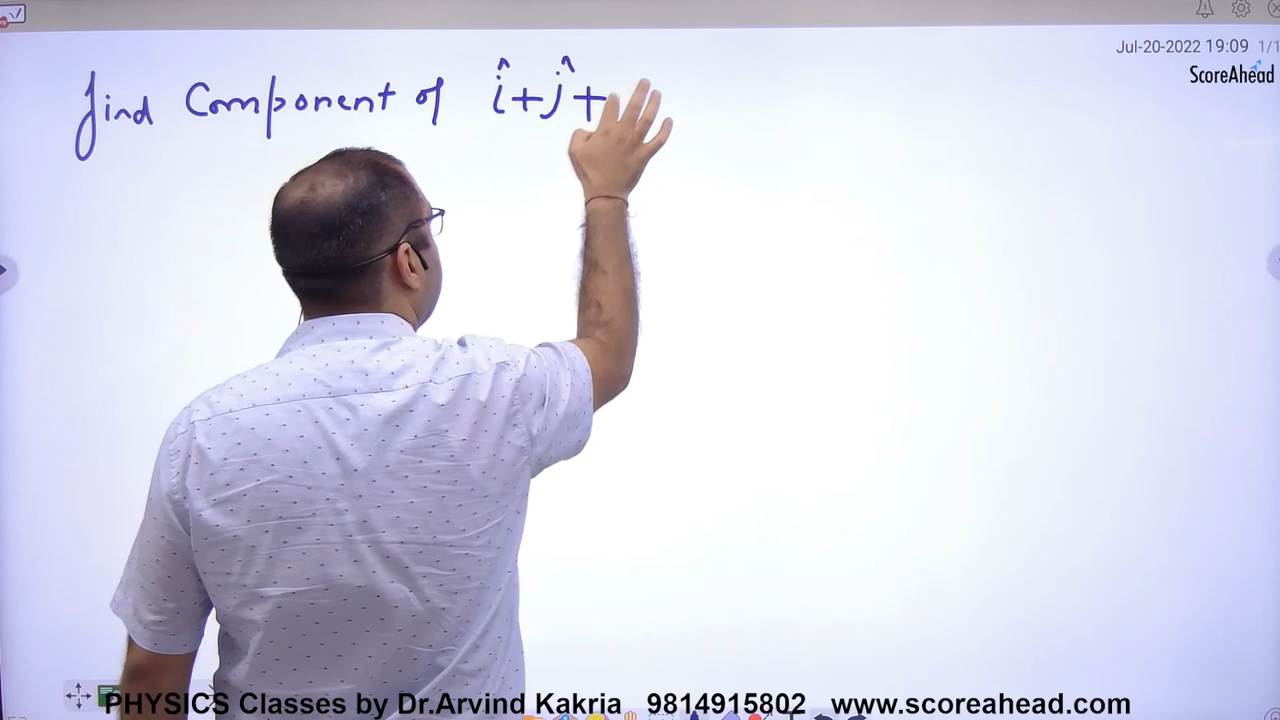 Jul-20-2022 19:09 1/1
ScoreAhead
find Component of î+ĵ+
PHYSICS Classes by Dr.Arvind Kakria 9814915802 www.scoreahead.com